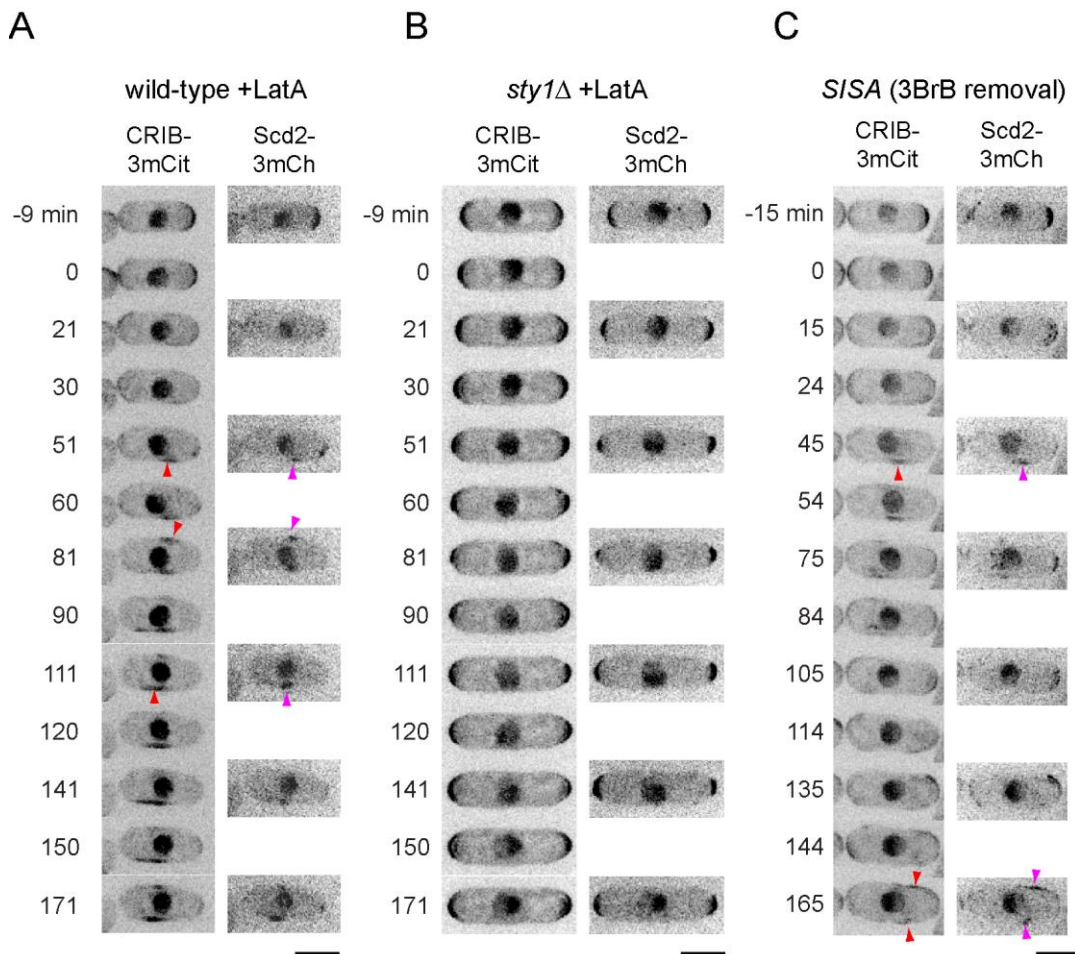 A
B
C
wild-type +LatA
sty1Δ +LatA
SISA (3BrB removal)
CRIB-
3mCit
Scd2-
3mCh
CRIB-
3mCit
Scd2-
3mCh
CRIB-
3mCit
Scd2-
3mCh
-9 min
-9 min
-15 min
0
0
0
21
21
15
30
30
24
51
51
45
60
60
54
81
81
75
90
90
84
111
111
105
120
120
114
141
141
135
150
150
144
171
171
165